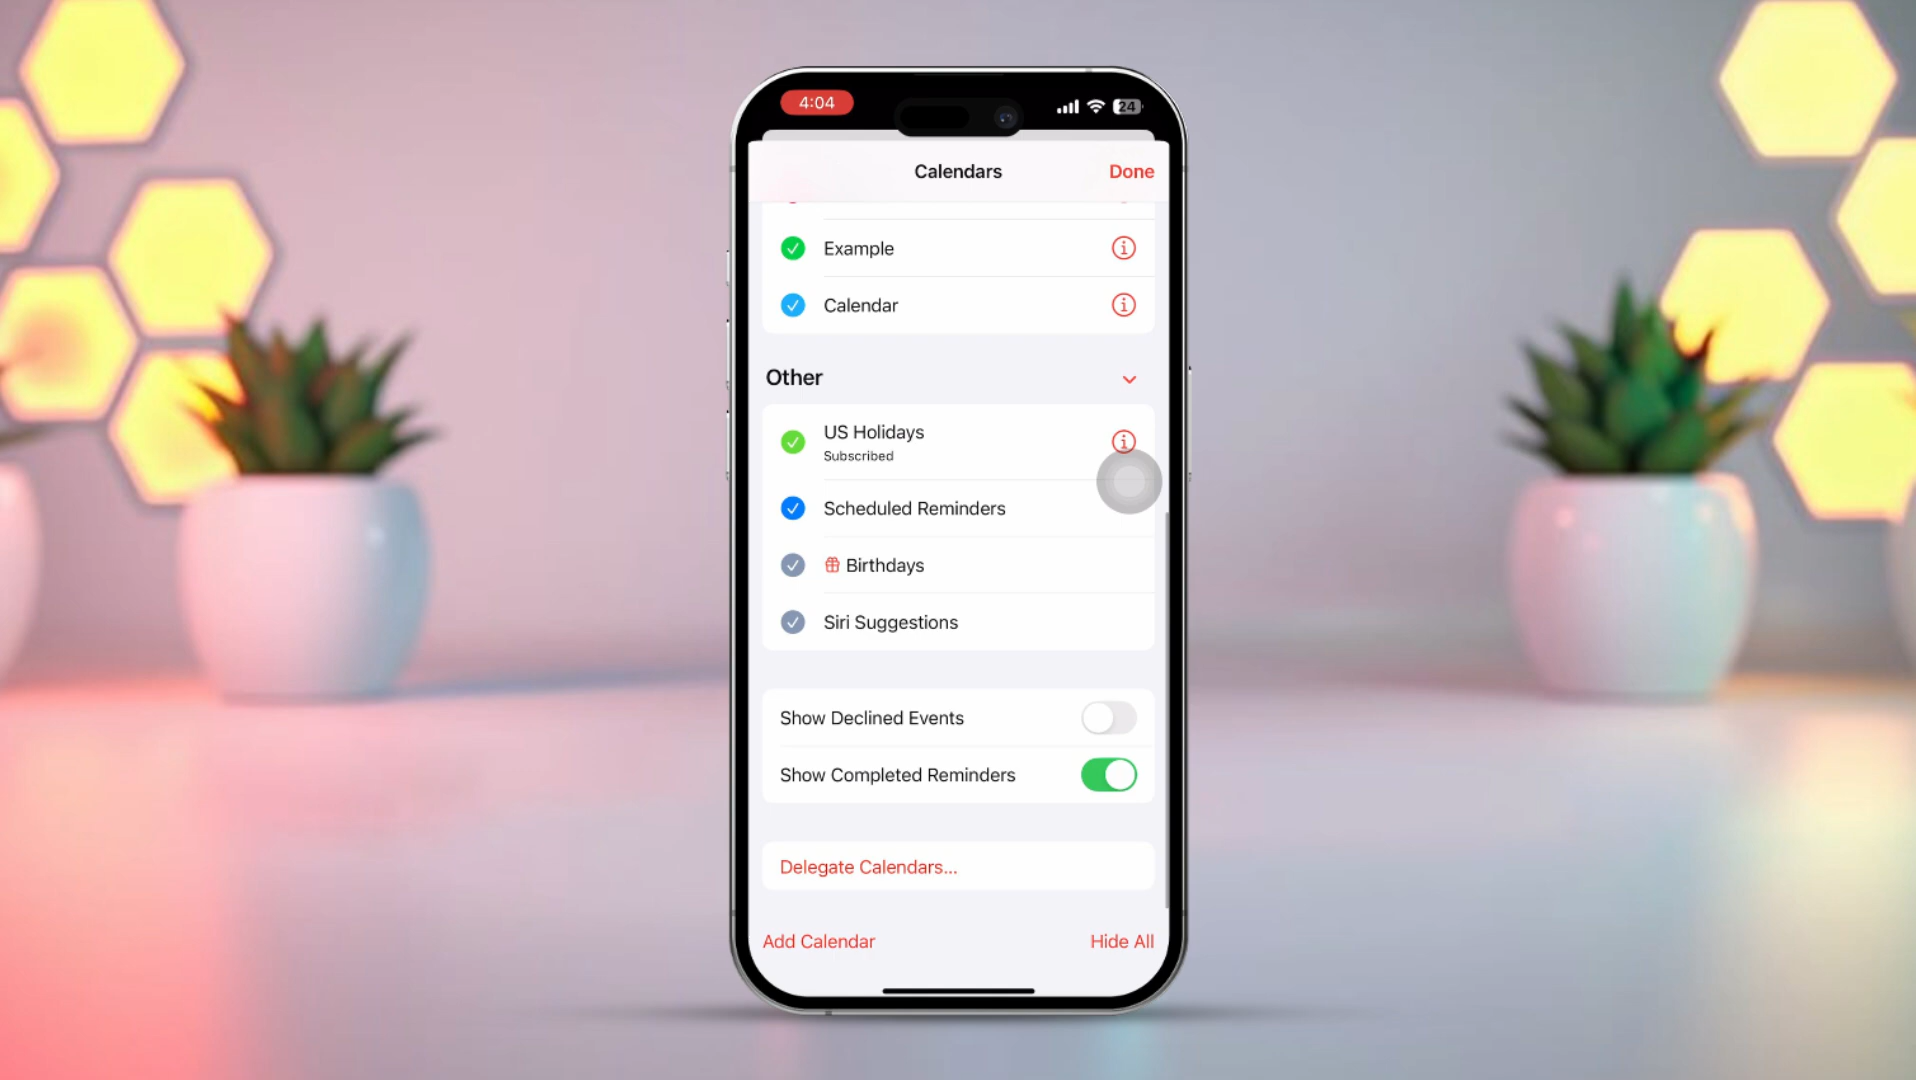 4:04
24
Calendars
Done
Example
Calendar
Other
US Holidays
Subscribed
Scheduled Reminders
Birthdays
Siri Suggestions
Show Declined Events
Show Completed Reminders
Delegate Calendars...
Add Calendar
Hide All